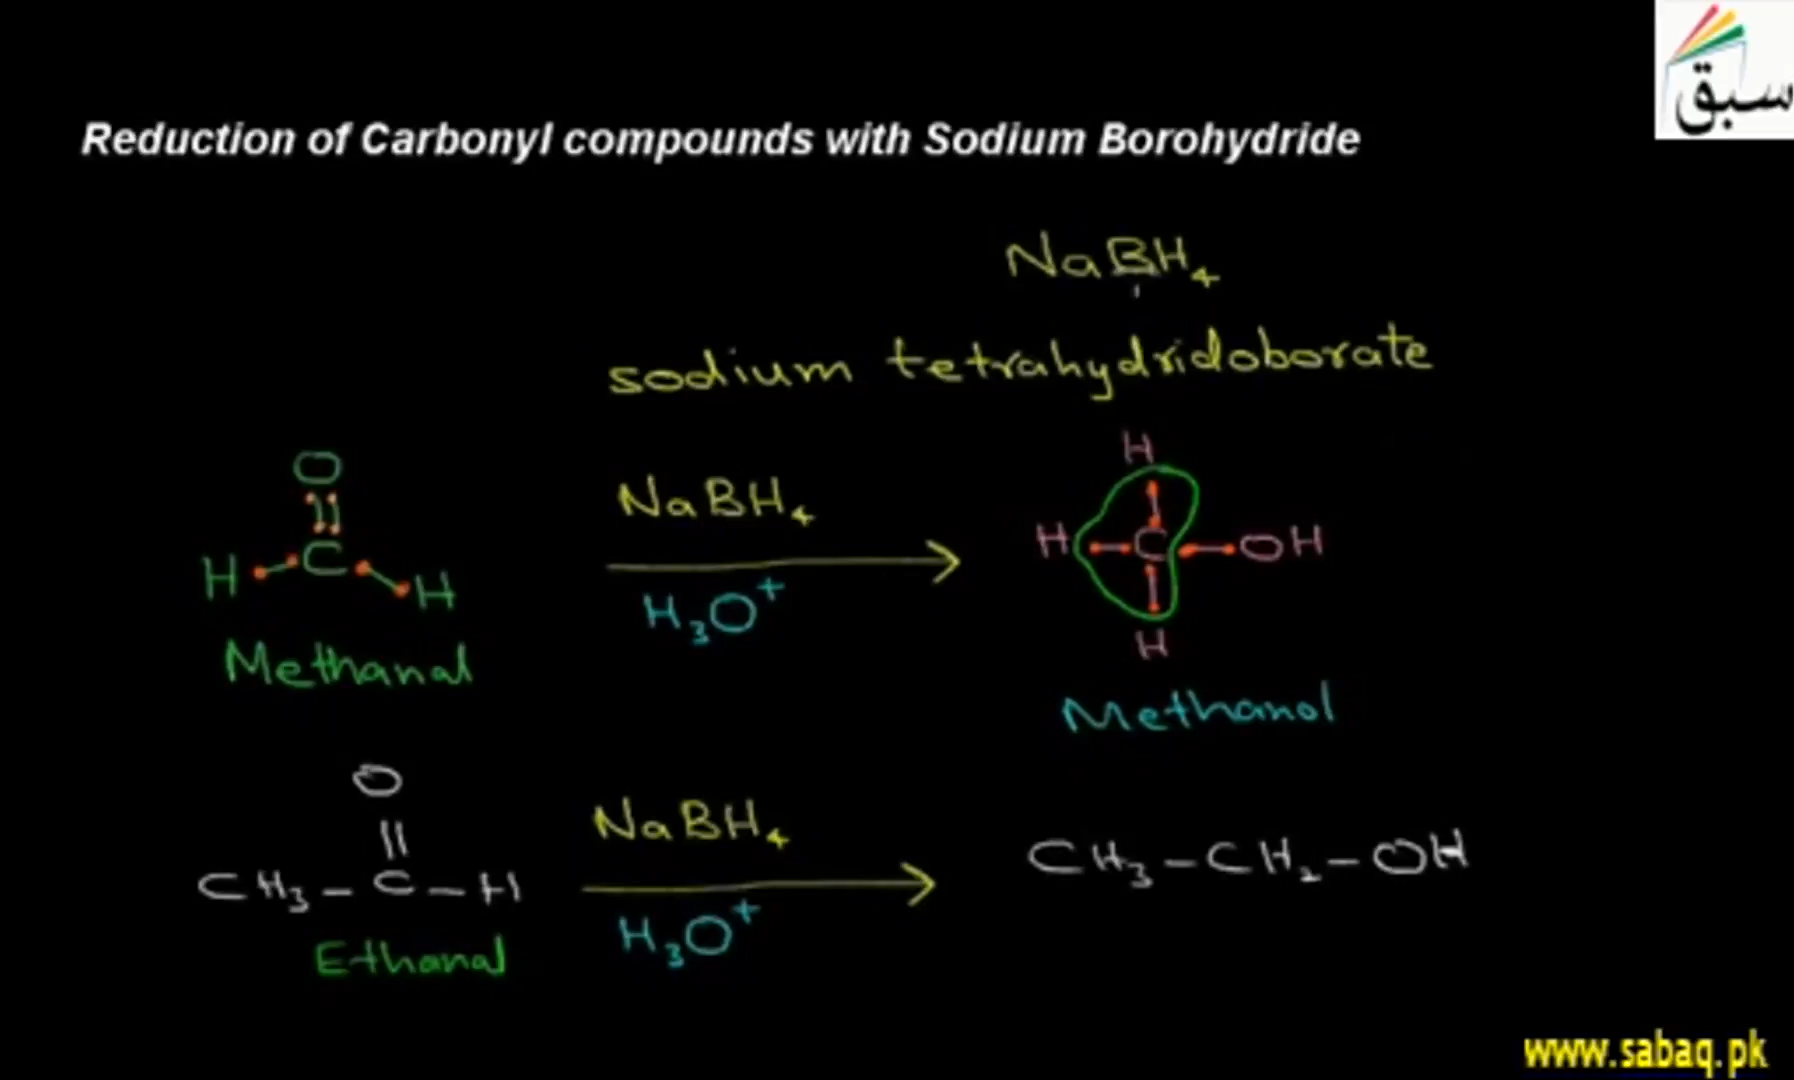 سبق
Reduction of Carbonyl compounds with Sodium Borohydride
NaBH₄
sodium tetrahydridoborate
O
H C H
NaBH₄
H₃O⁺
H
H C OH
H
Methanal
Methanol
O
CH₃ – C – H
NaBH₄
H₃O⁺
CH₃ – CH₂ – OH
Ethanal
www.sabaq.pk